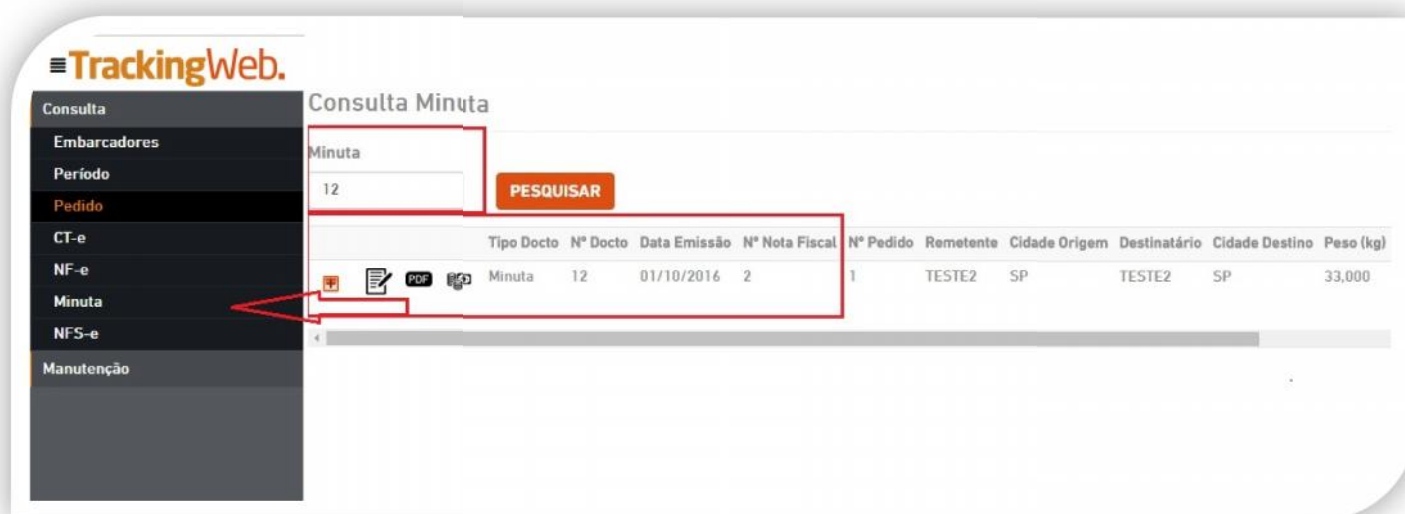 TrackingWeb.
Consulta
Embarcadores
Período
Pedido
CT-e
NF-e
Minuta
NFS-e
Manutenção
Consulta Minuta
Minuta
12
PESQUISAR
Tipo Docto Nº Docto Data Emissão Nº Nota Fiscal Nº Pedido Remetente Cidade Origem Destinatário Cidade Destino Peso (kg)
PDF Minuta 12 01/10/2016 2 1 TESTE2 SP TESTE2 SP 33,000